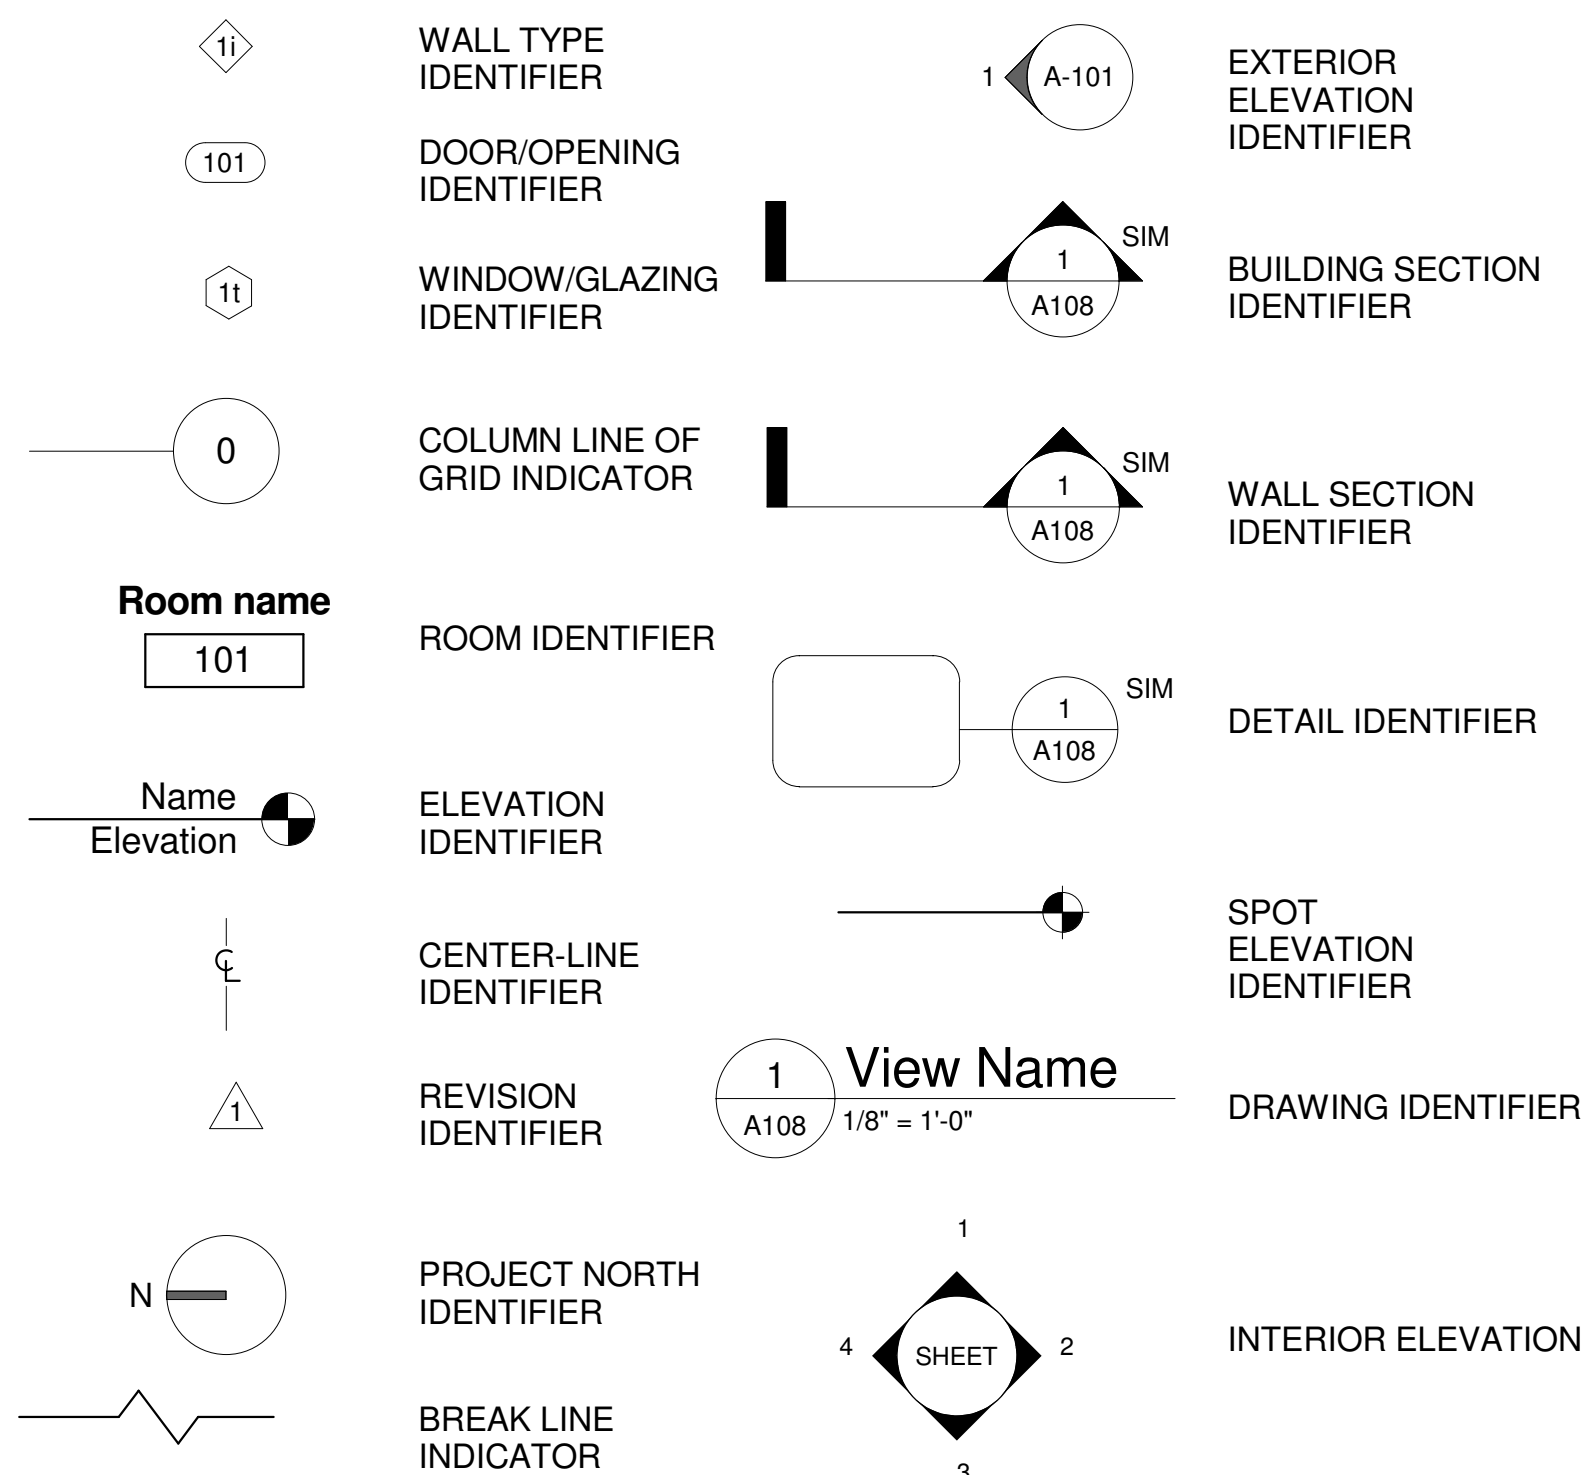 1i
WALL TYPE
IDENTIFIER
101
DOOR/OPENING
IDENTIFIER
1t
WINDOW/GLAZING
IDENTIFIER
0
COLUMN LINE OF
GRID INDICATOR
Room name
101
ROOM IDENTIFIER
Name
Elevation
ELEVATION
IDENTIFIER
CL
CENTER-LINE
IDENTIFIER
1
REVISION
IDENTIFIER
N
PROJECT NORTH
IDENTIFIER
BREAK LINE
INDICATOR
1
A-101
EXTERIOR
ELEVATION
IDENTIFIER
1
A108
SIM
BUILDING SECTION
IDENTIFIER
1
A108
SIM
WALL SECTION
IDENTIFIER
1
A108
SIM
DETAIL IDENTIFIER
SPOT
ELEVATION
IDENTIFIER
1
A108
View Name
1/8" = 1'-0"
DRAWING IDENTIFIER
1
4
SHEET
2
3
INTERIOR ELEVATION